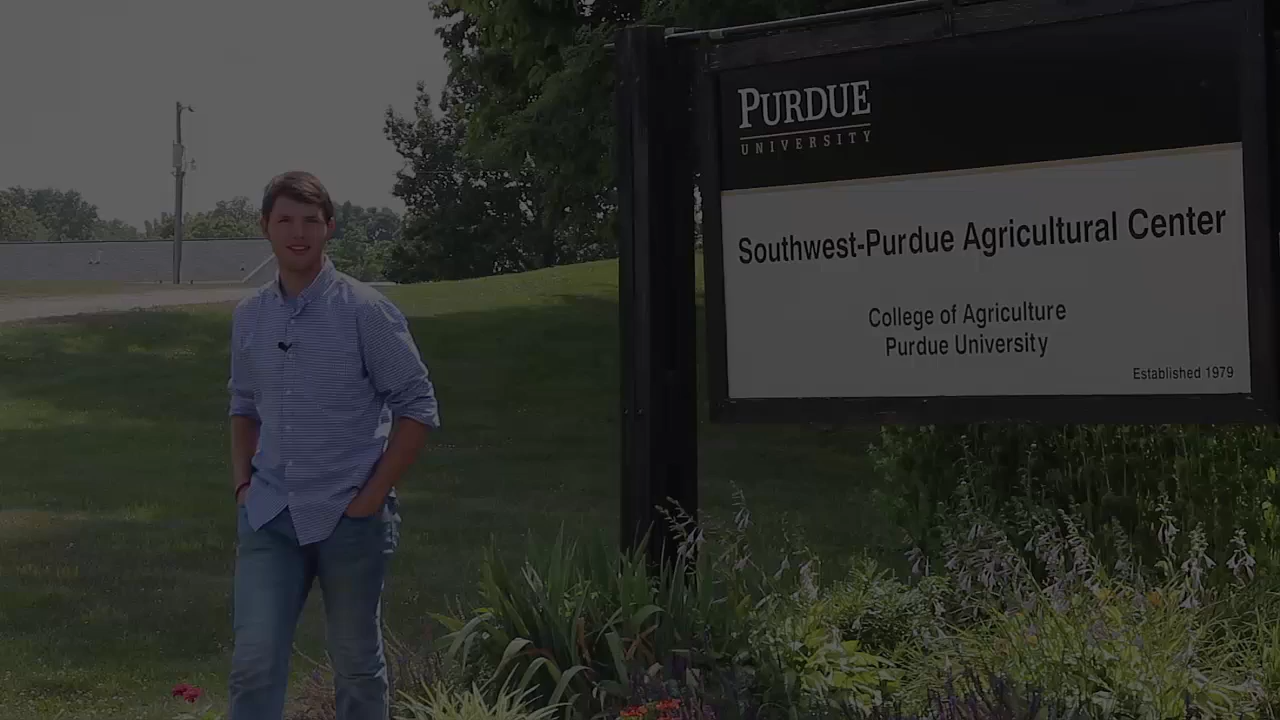 PURDUE
UNIVERSITY
Southwest-Purdue Agricultural Center
College of Agriculture
Purdue University
Established 1979